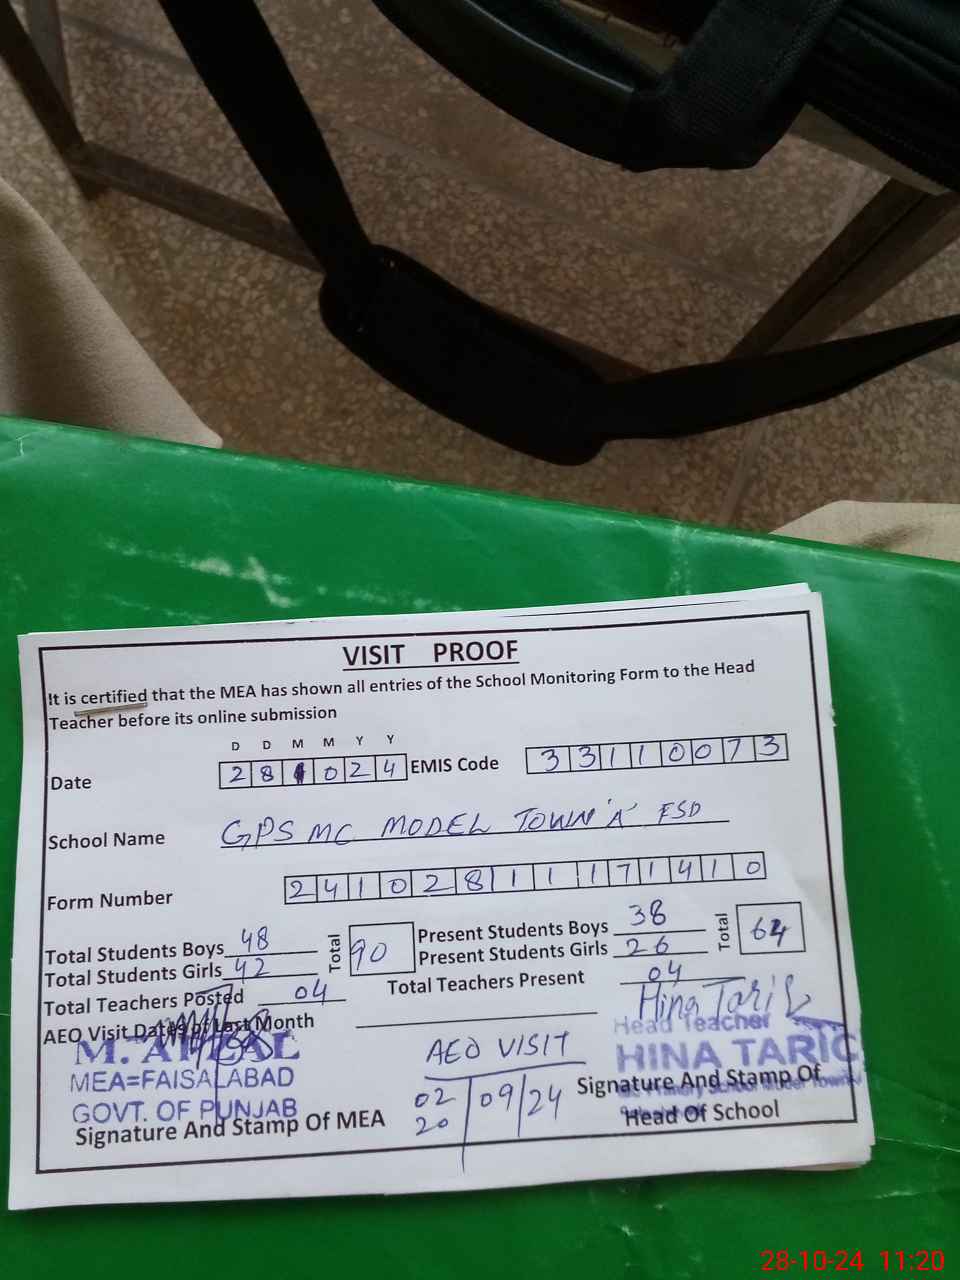 VISIT PROOF
It is certified that the MEA has shown all entries of the School Monitoring Form to the Head
Teacher before its online submission
D D M M Y Y
Date 2 8 1 0 2 4 EMIS Code 3 3 1 1 0 0 7 3
School Name GPS MC MODEL TOWN 'A' FSD
Form Number 2 4 1 0 2 8 1 1 1 7 1 4 1 0
Total Students Boys 48 Total 90 Present Students Boys 38 Total 64
Total Students Girls 42 Present Students Girls 26
Total Teachers Posted 04 Total Teachers Present 04
AEO Visit Dates of Last Month
Hina Tariq
Head Teacher
HINA TARIC
M. AFZAL
MEA=FAISALABAD
GOVT. OF PUNJAB
Signature And Stamp Of MEA
AEO VISIT
02 09 24
20
Signature And Stamp Of
Head Of School
28-10-24 11:20